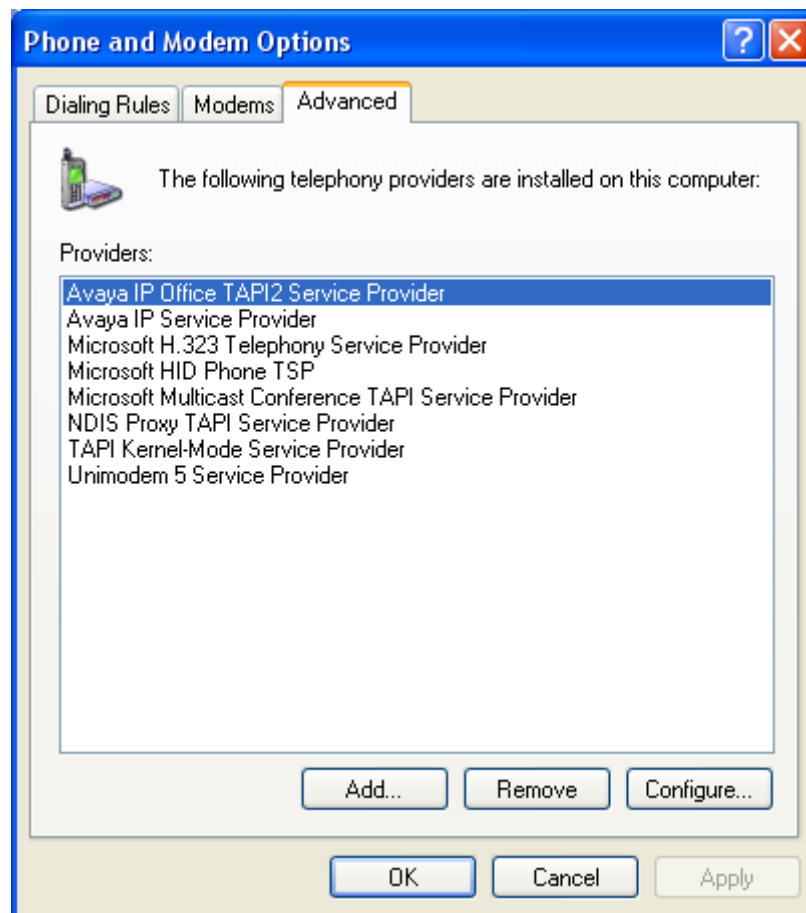 Phone and Modem Options
?
Dialing Rules Modems Advanced
The following telephony providers are installed on this computer:
Providers:
Avaya IP Office TAPI2 Service Provider
Avaya IP Service Provider
Microsoft H.323 Telephony Service Provider
Microsoft HID Phone TSP
Microsoft Multicast Conference TAPI Service Provider
NDIS Proxy TAPI Service Provider
TAPI Kernel-Mode Service Provider
Unimodem 5 Service Provider
Add... Remove Configure...
OK Cancel Apply